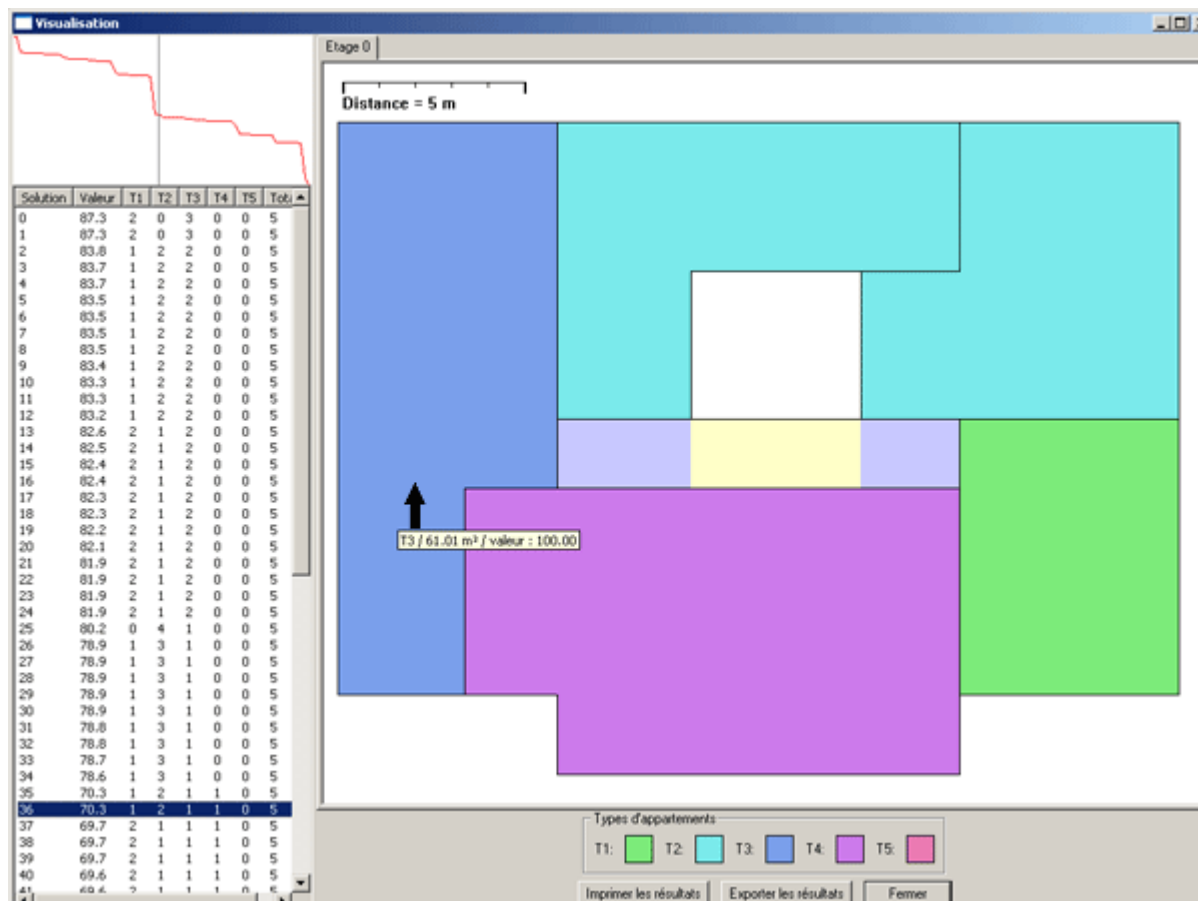 Visualisation
Etage 0
Distance = 5 m
Solution Valeur T1 T2 T3 T4 T5 Tot
0 87.3 2 0 3 0 0 5
1 87.3 2 0 3 0 0 5
2 83.8 1 2 2 0 0 5
3 83.7 1 2 2 0 0 5
4 83.7 1 2 2 0 0 5
5 83.5 1 2 2 0 0 5
6 83.5 1 2 2 0 0 5
7 83.5 1 2 2 0 0 5
8 83.5 1 2 2 0 0 5
9 83.4 1 2 2 0 0 5
10 83.3 1 2 2 0 0 5
11 83.3 1 2 2 0 0 5
12 83.2 1 2 2 0 0 5
13 82.6 2 1 2 0 0 5
14 82.5 2 1 2 0 0 5
15 82.4 2 1 2 0 0 5
16 82.4 2 1 2 0 0 5
17 82.3 2 1 2 0 0 5
18 82.3 2 1 2 0 0 5
19 82.2 2 1 2 0 0 5
20 82.1 2 1 2 0 0 5
21 81.9 2 1 2 0 0 5
22 81.9 2 1 2 0 0 5
23 81.9 2 1 2 0 0 5
24 81.9 2 1 2 0 0 5
25 80.2 0 4 1 0 0 5
26 78.9 1 3 1 0 0 5
27 78.9 1 3 1 0 0 5
28 78.9 1 3 1 0 0 5
29 78.9 1 3 1 0 0 5
30 78.9 1 3 1 0 0 5
31 78.8 1 3 1 0 0 5
32 78.8 1 3 1 0 0 5
33 78.7 1 3 1 0 0 5
34 78.6 1 3 1 0 0 5
35 70.3 1 2 1 1 0 5
36 70.3 1 2 1 1 0 5
37 69.7 2 1 1 1 0 5
38 69.7 2 1 1 1 0 5
39 69.7 2 1 1 1 0 5
40 69.6 2 1 1 1 0 5
41 69.6 2 1 1 1 0 5
T3 / 61.01 m² / valeur : 100.00
Types d'appartements
T1: T2: T3: T4: T5:
Imprimer les résultats Exporter les résultats Fermer